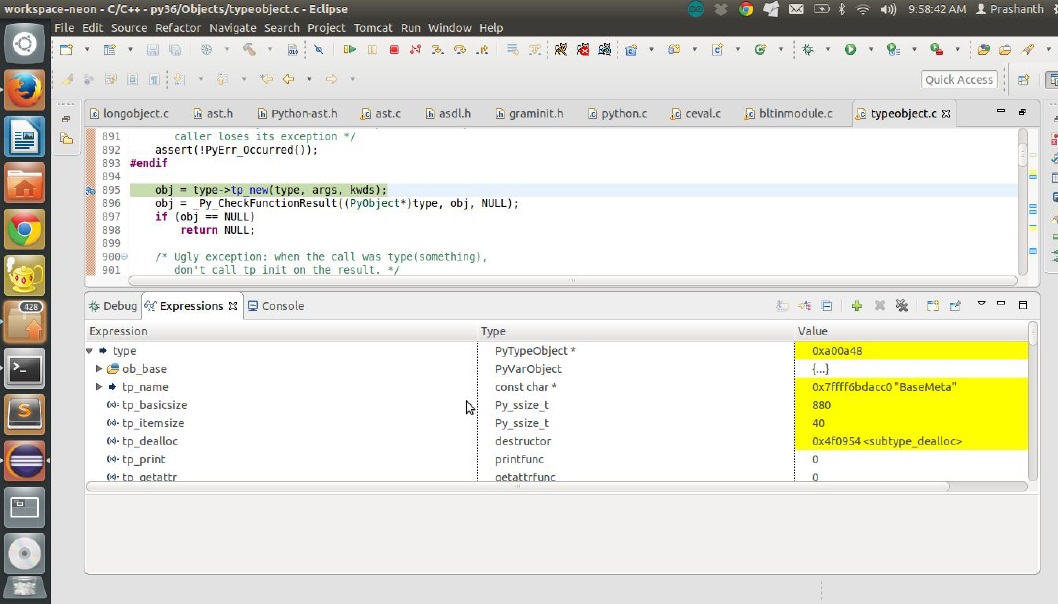 workspace-neon - C/C++ - py36/Objects/typeobject.c - Eclipse 9:58:42 AM Prashanth
File Edit Source Refactor Navigate Search Project Tomcat Run Window Help
Quick Access
longobject.c ast.h Python-ast.h ast.c asdl.h graminit.h python.c ceval.c bltinmodule.c typeobject.c
891 caller loses its exception */
892 assert(!PyErr_Occurred());
893 #endif
894
895 obj = type->tp_new(type, args, kwds);
896 obj = _Py_CheckFunctionResult((PyObject*)type, obj, NULL);
897 if (obj == NULL)
898 return NULL;
899
900 /* Ugly exception: when the call was type(something),
901 don't call tp_init on the result. */
Debug Expressions Console
428
Expression Type Value
type PyTypeObject * 0xa00a48
ob_base PyVarObject {...}
tp_name const char * 0x7ffff6bdacc0 "BaseMeta"
tp_basicsize Py_ssize_t 880
tp_itemsize Py_ssize_t 40
tp_dealloc destructor 0x4f0954 <subtype_dealloc>
tp_print printfunc 0
tp_getattr getattrfunc 0